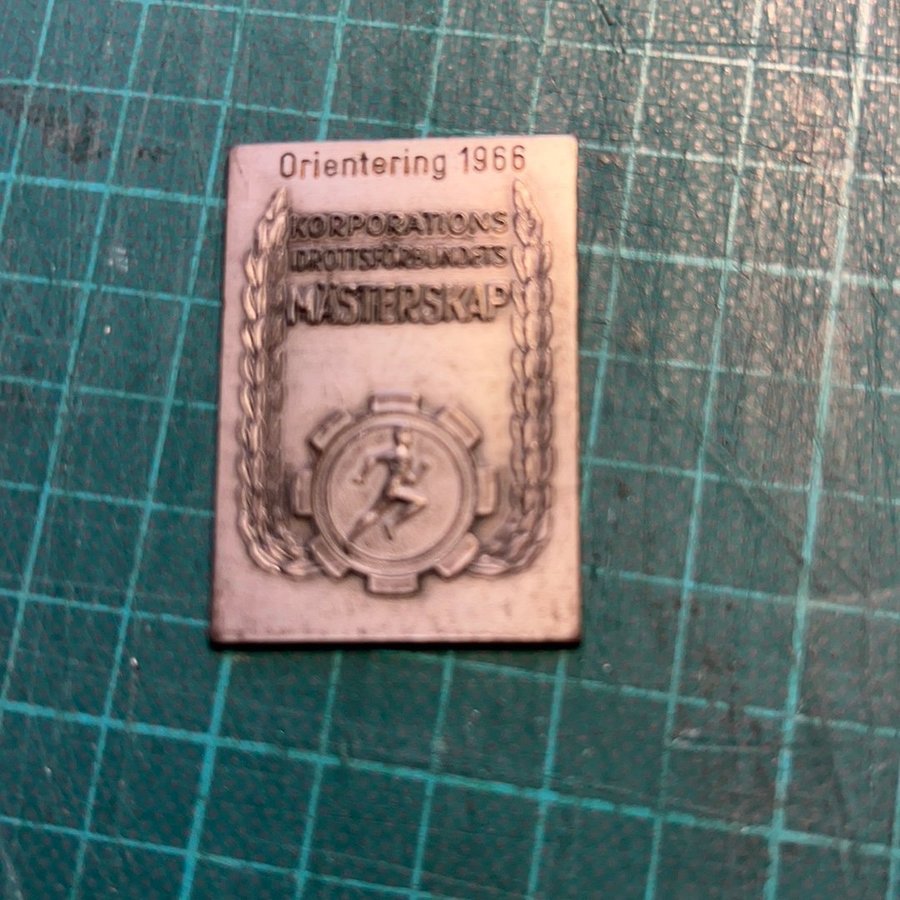 Orientering 1966
KORPORATIONS
IDROTTSFÖRBUNDETS
MÄSTERSKAP